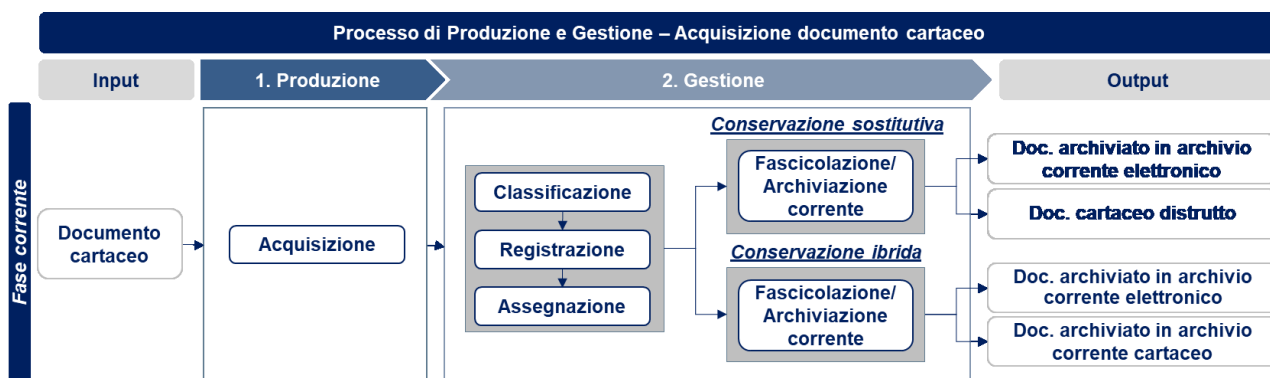 Processo di Produzione e Gestione – Acquisizione documento cartaceo
Input
1. Produzione
2. Gestione
Output
Fase corrente
Documento
cartaceo
Acquisizione
Classificazione
Registrazione
Assegnazione
Conservazione sostitutiva
Fascicolazione/
Archiviazione
corrente
Conservazione ibrida
Fascicolazione/
Archiviazione
corrente
Doc. archiviato in archivio
corrente elettronico
Doc. cartaceo distrutto
Doc. archiviato in archivio
corrente elettronico
Doc. archiviato in archivio
corrente cartaceo